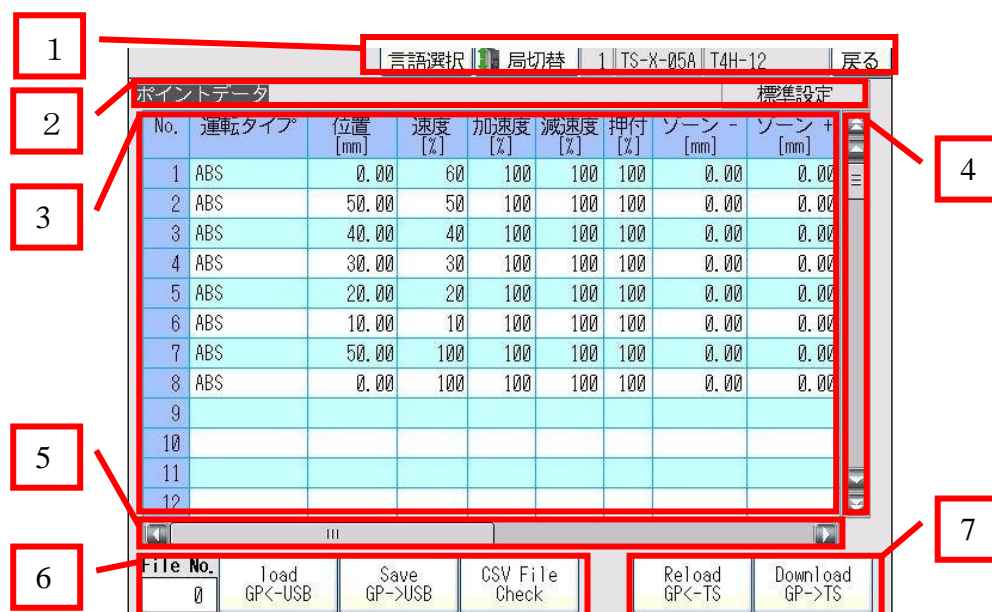 1
言語選択 局切替 1 TS-X-05A T4H-12 戻る
2
ポイントデータ 標準設定
3
No. 運転タイプ 位置 速度 加速度 減速度 押付 ゾーン - ゾーン +
[mm] [%] [%] [%] [%] [mm] [mm]
4
1 ABS 0.00 60 100 100 100 0.00 0.00
2 ABS 50.00 50 100 100 100 0.00 0.00
3 ABS 40.00 40 100 100 100 0.00 0.00
4 ABS 30.00 30 100 100 100 0.00 0.00
5 ABS 20.00 20 100 100 100 0.00 0.00
6 ABS 10.00 10 100 100 100 0.00 0.00
7 ABS 50.00 100 100 100 100 0.00 0.00
8 ABS 0.00 100 100 100 100 0.00 0.00
9
10
11
12
5
6
File No. load Save CSV File Reload Download
0 GP<-USB GP->USB Check GP<-TS GP->TS
7